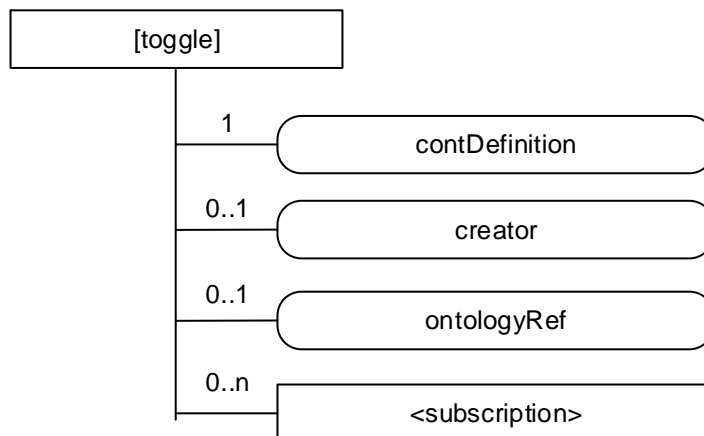 [toggle]
1
contDefinition
0..1
creator
0..1
ontologyRef
0..n
<subscription>